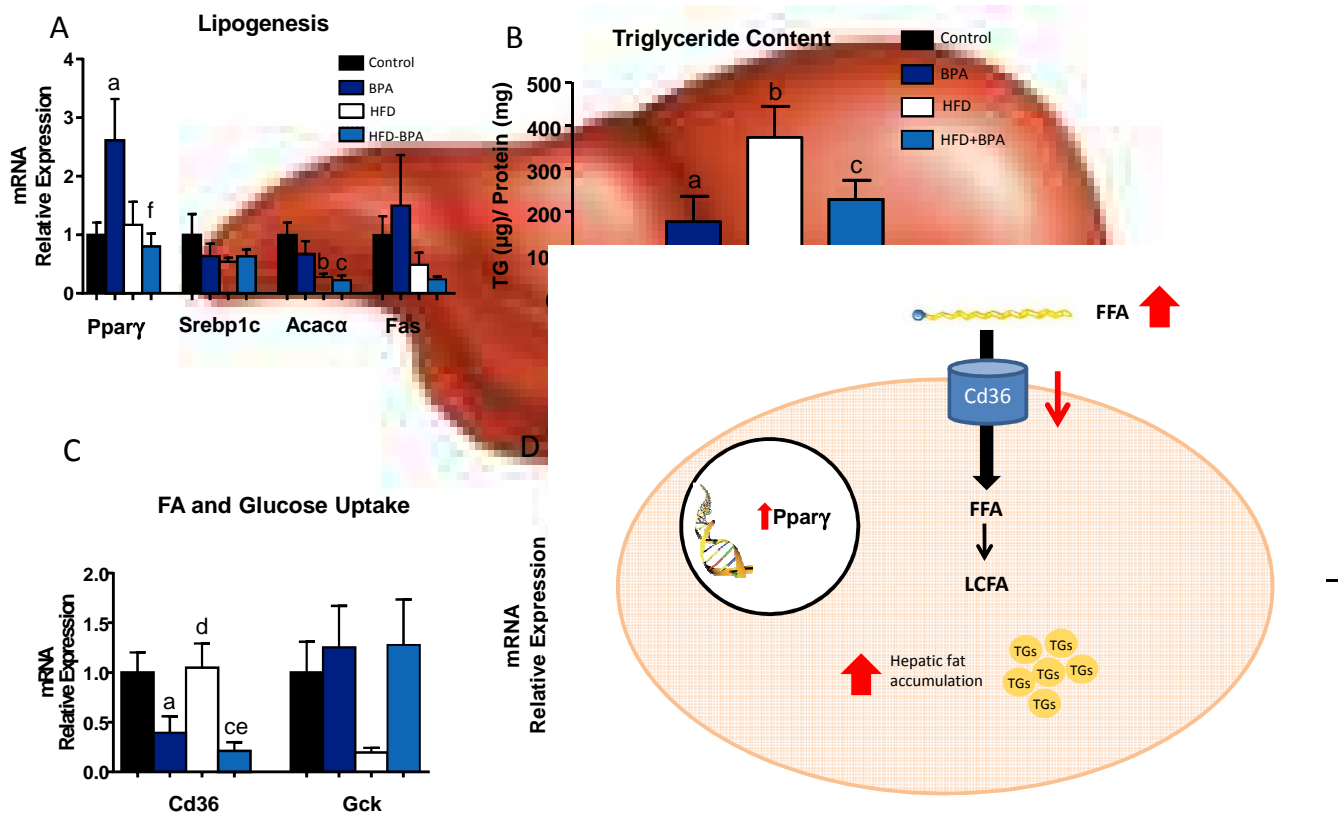 A
Lipogenesis
Control
BPA
HFD
HFD-BPA
mRNA
Relative Expression
4
3
2
1
0
a
f
b
c
Pparγ
Srebp1c
Acacα
Fas
B
Triglyceride Content
Control
BPA
HFD
HFD+BPA
TG (µg)/ Protein (mg)
500
400
300
200
a
b
c
C
FA and Glucose Uptake
mRNA
Relative Expression
2.0
1.5
1.0
0.5
0.0
a
d
ce
Cd36
Gck
D
mRNA
Relative Expression
FFA
Cd36
FFA
LCFA
Pparγ
Hepatic fat
accumulation
TGs
TGs
TGs
TGs
TGs
TGs